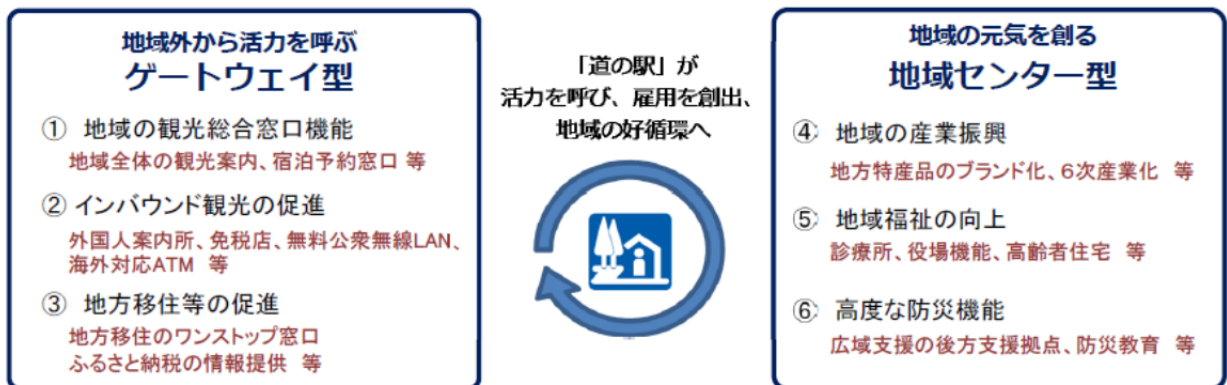 地域外から活力を呼ぶ
ゲートウェイ型
① 地域の観光総合窓口機能
地域全体の観光案内、宿泊予約窓口 等
② インバウンド観光の促進
外国人案内所、免税店、無料公衆無線LAN、
海外対応ATM 等
③ 地方移住等の促進
地方移住のワンストップ窓口
ふるさと納税の情報提供 等
「道の駅」が
活力を呼び、雇用を創出、
地域の好循環へ
地域の元気を創る
地域センター型
④ 地域の産業振興
地方特産品のブランド化、6次産業化 等
⑤ 地域福祉の向上
診療所、役場機能、高齢者住宅 等
⑥ 高度な防災機能
広域支援の後方支援拠点、防災教育 等